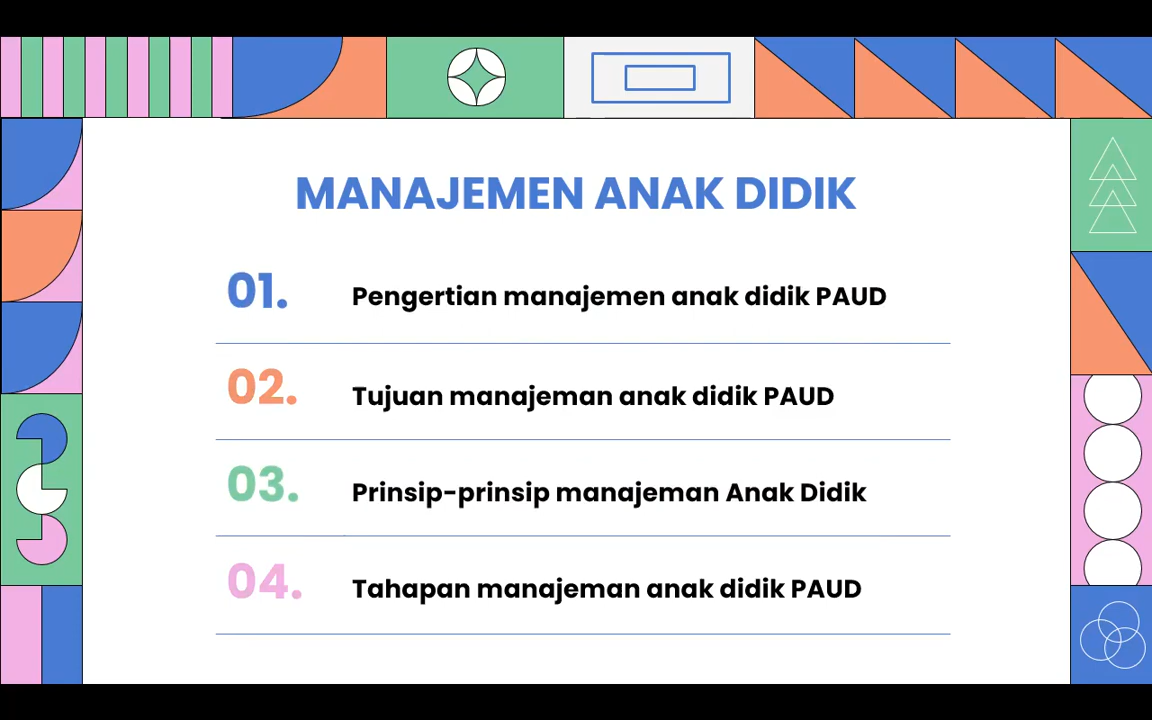 MANAJEMEN ANAK DIDIK
01.
Pengertian manajemen anak didik PAUD
02.
Tujuan manajeman anak didik PAUD
03.
Prinsip-prinsip manajeman Anak Didik
04.
Tahapan manajeman anak didik PAUD